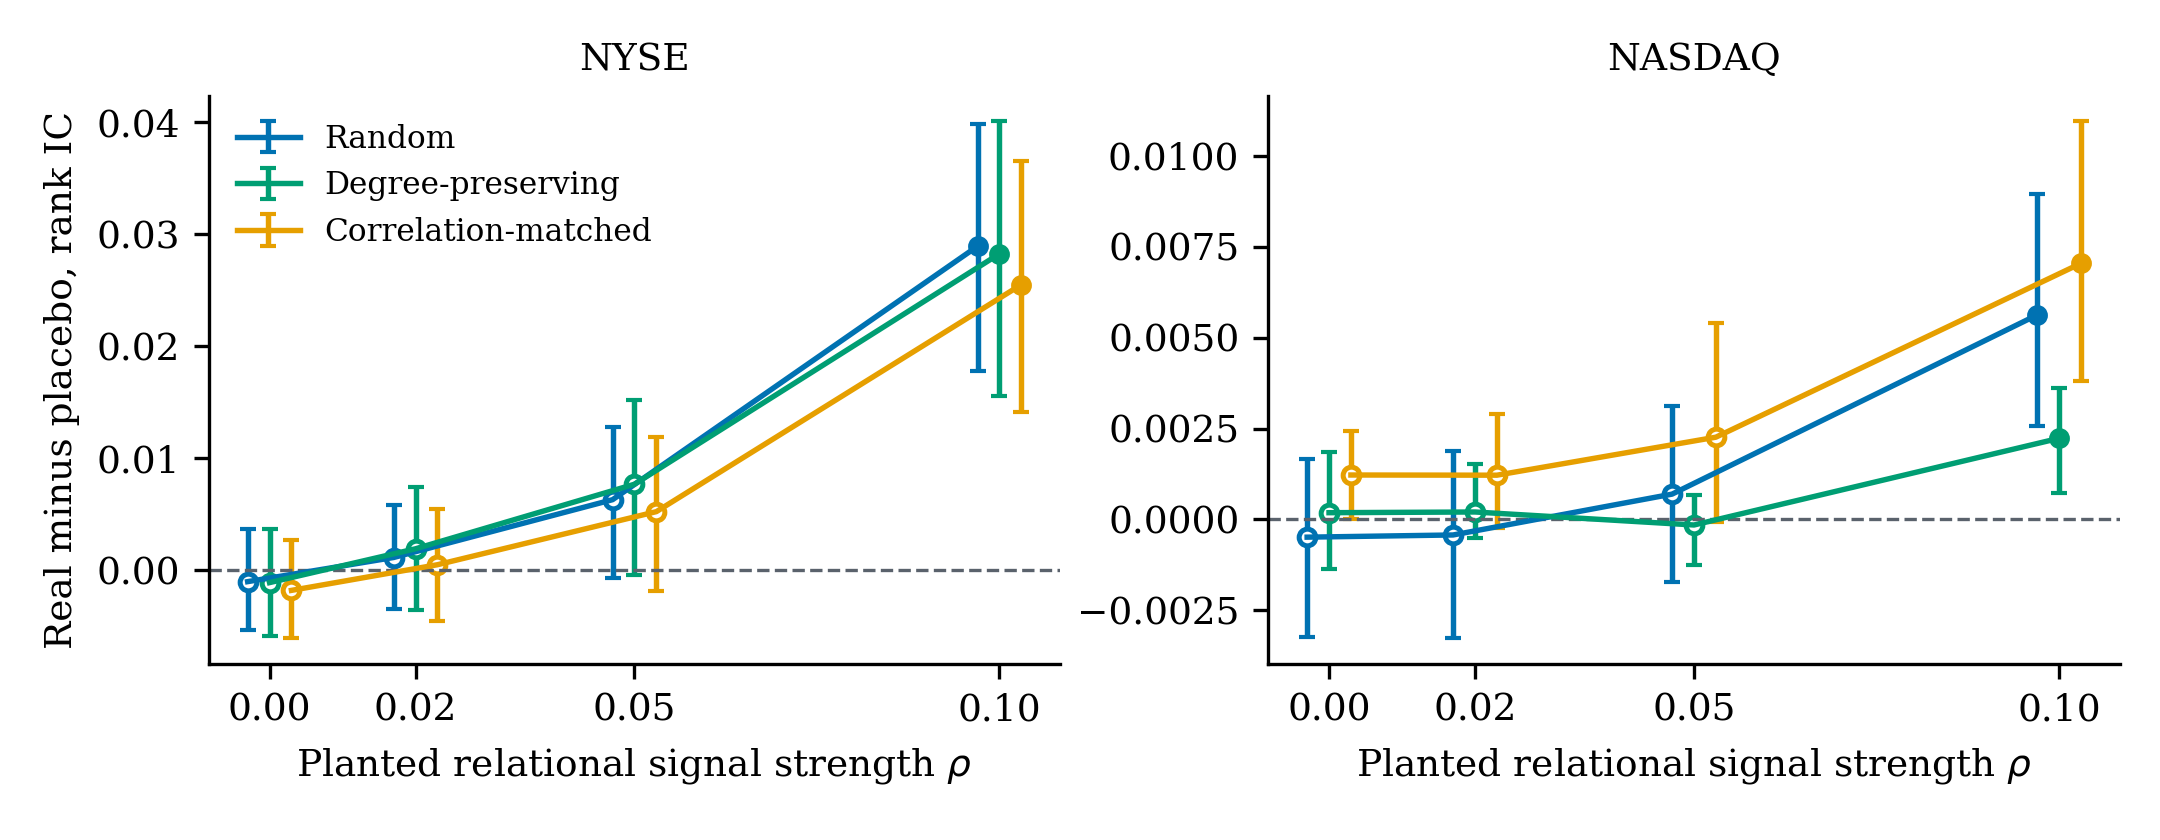 NYSE
Real minus placebo, rank IC
0.04
0.03
0.02
0.01
0.00
Random
Degree-preserving
Correlation-matched
0.00 0.02 0.05 0.10
Planted relational signal strength ρ
NASDAQ
0.0100
0.0075
0.0050
0.0025
0.0000
−0.0025
0.00 0.02 0.05 0.10
Planted relational signal strength ρ